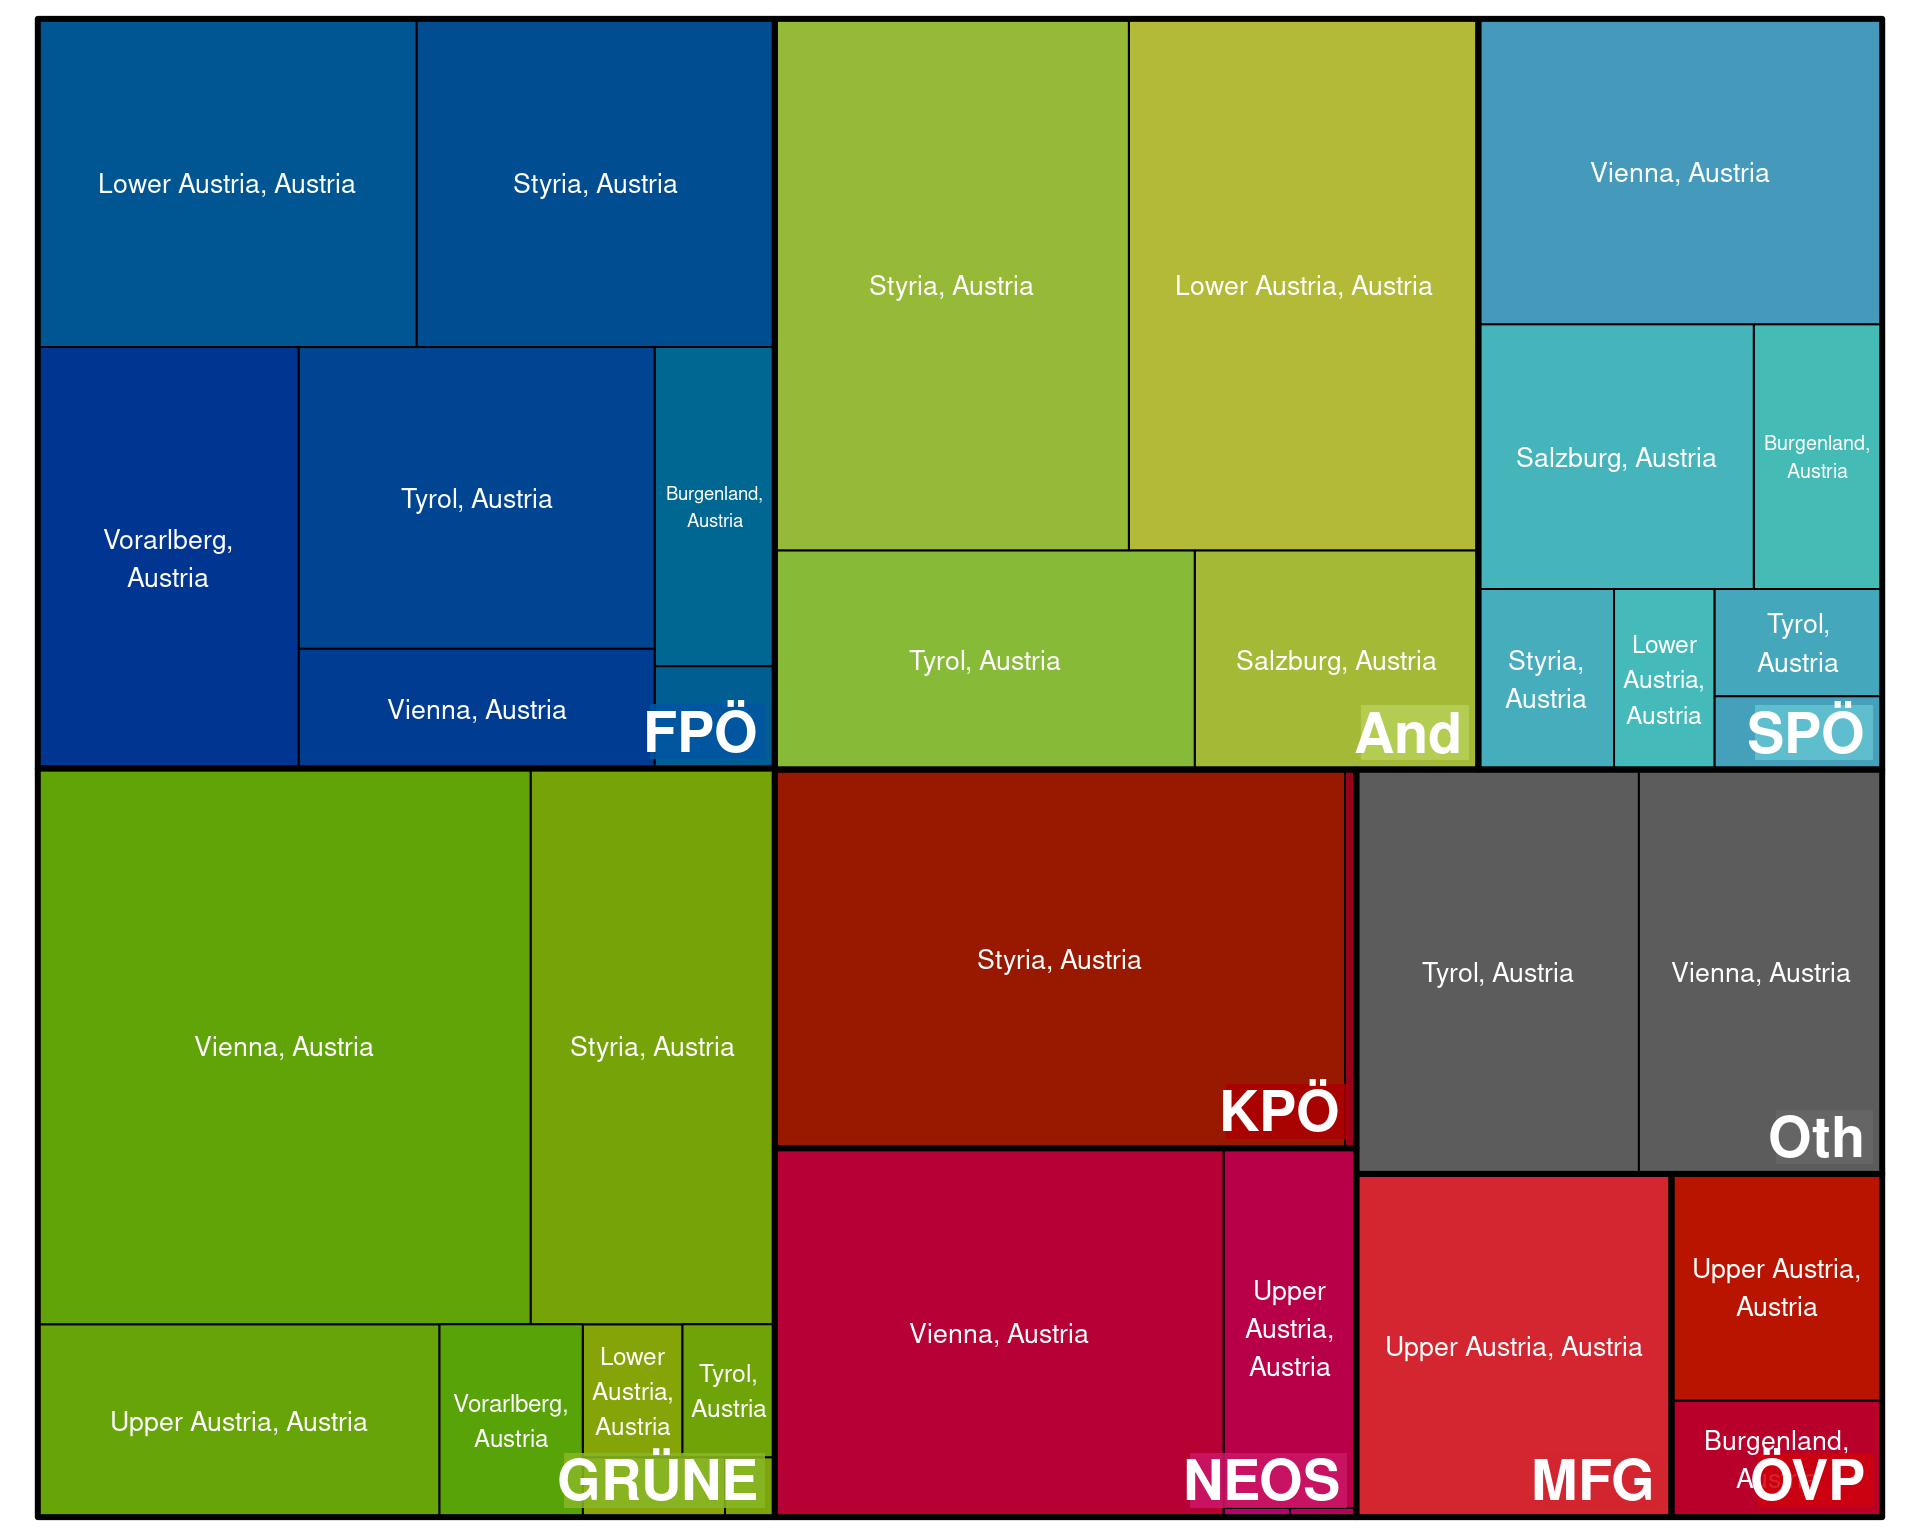 Lower Austria, Austria
Styria, Austria
Vorarlberg,
Austria
Tyrol, Austria
Burgenland,
Austria
Vienna, Austria
FPÖ
Styria, Austria
Lower Austria, Austria
Tyrol, Austria
Salzburg, Austria
And
Vienna, Austria
Salzburg, Austria
Burgenland,
Austria
Styria,
Austria
Lower
Austria,
Austria
Tyrol,
Austria
SPÖ
Vienna, Austria
Styria, Austria
Upper Austria, Austria
Vorarlberg,
Austria
Lower
Austria,
Austria
Tyrol,
Austria
GRÜNE
Styria, Austria
KPÖ
Vienna, Austria
Upper
Austria,
Austria
NEOS
Tyrol, Austria
Vienna, Austria
Oth
Upper Austria, Austria
MFG
Upper Austria,
Austria
Burgenland,
ÖVP